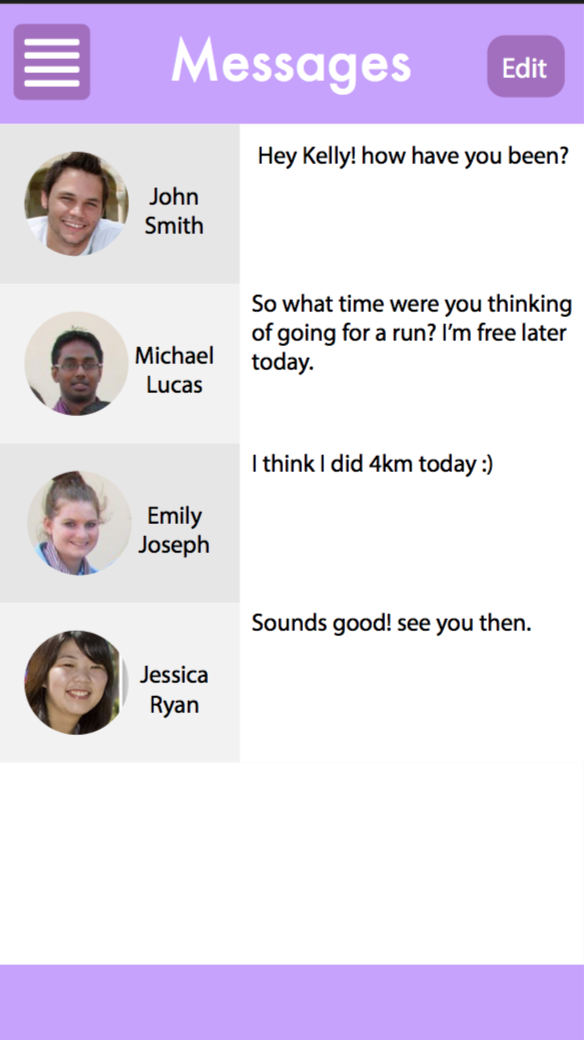 Messages
Edit
John
Smith
Hey Kelly! how have you been?
Michael
Lucas
So what time were you thinking
of going for a run? I’m free later
today.
Emily
Joseph
I think I did 4km today :)
Jessica
Ryan
Sounds good! see you then.